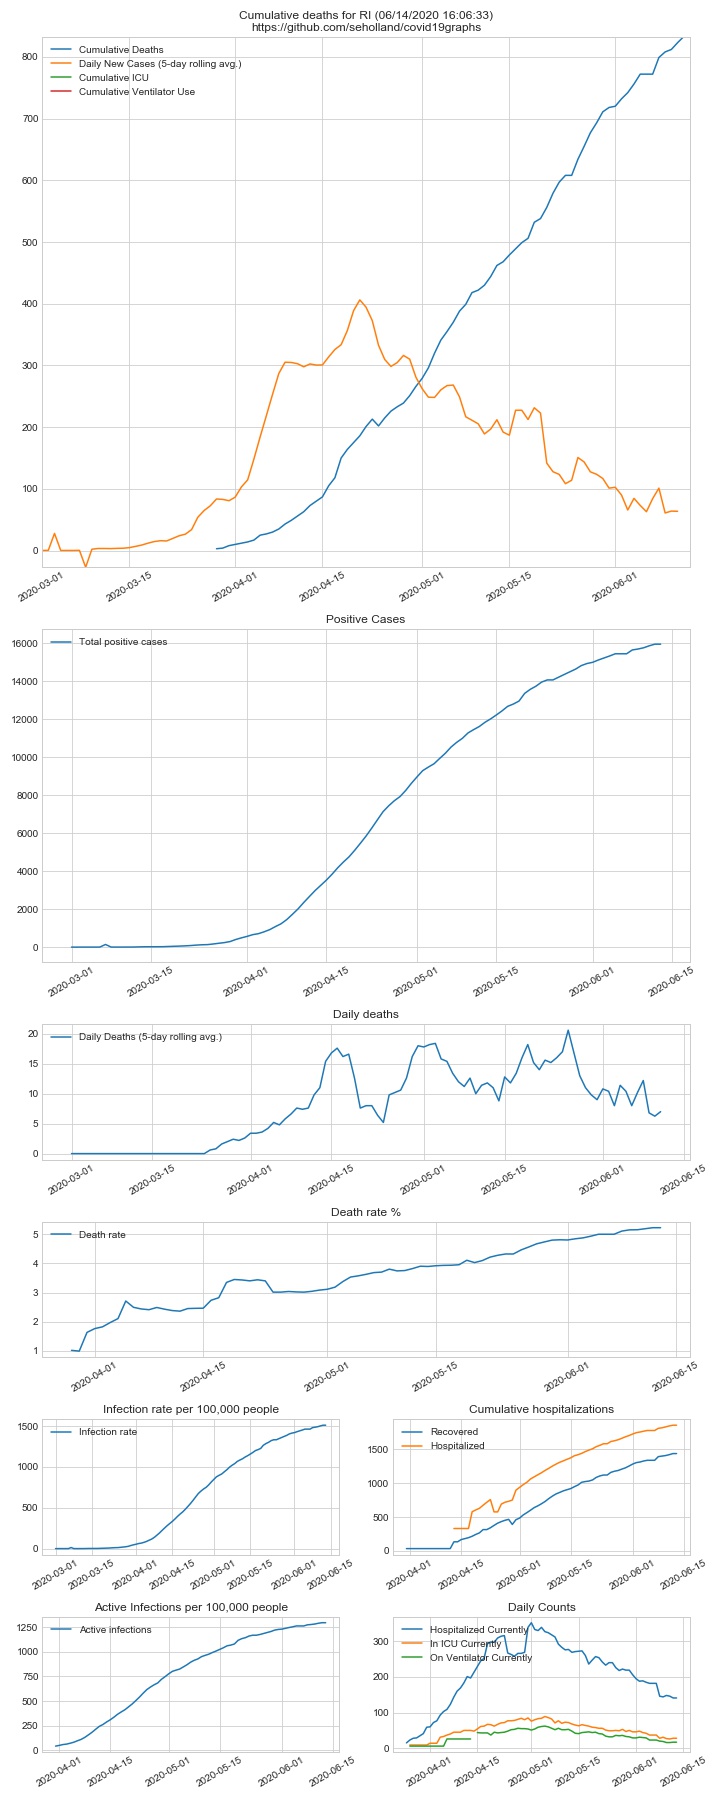 Cumulative deaths for RI (06/14/2020 16:06:33)
https://github.com/seholland/covid19graphs
Cumulative Deaths
Daily New Cases (5-day rolling avg.)
Cumulative ICU
Cumulative Ventilator Use
800
700
600
500
400
300
200
100
0
2020-03-01 2020-03-15 2020-04-01 2020-04-15 2020-05-01 2020-05-15 2020-06-01
Positive Cases
Total positive cases
16000
14000
12000
10000
8000
6000
4000
2000
0
2020-03-01 2020-03-15 2020-04-01 2020-04-15 2020-05-01 2020-05-15 2020-06-01 2020-06-15
Daily deaths
Daily Deaths (5-day rolling avg.)
20
15
10
5
0
2020-03-01 2020-03-15 2020-04-01 2020-04-15 2020-05-01 2020-05-15 2020-06-01 2020-06-15
Death rate %
Death rate
5
4
3
2
1
2020-04-01 2020-04-15 2020-05-01 2020-05-15 2020-06-01 2020-06-15
Infection rate per 100,000 people
Infection rate
1500
1000
500
0
2020-03-01 2020-03-15 2020-04-01 2020-04-15 2020-05-01 2020-05-15 2020-06-01 2020-06-15
Cumulative hospitalizations
Recovered
Hospitalized
1500
1000
500
0
2020-04-01 2020-04-15 2020-05-01 2020-05-15 2020-06-01 2020-06-15
Active Infections per 100,000 people
Active infections
1250
1000
750
500
250
0
2020-04-01 2020-04-15 2020-05-01 2020-05-15 2020-06-01 2020-06-15
Daily Counts
Hospitalized Currently
In ICU Currently
On Ventilator Currently
300
200
100
0
2020-04-01 2020-04-15 2020-05-01 2020-05-15 2020-06-01 2020-06-15